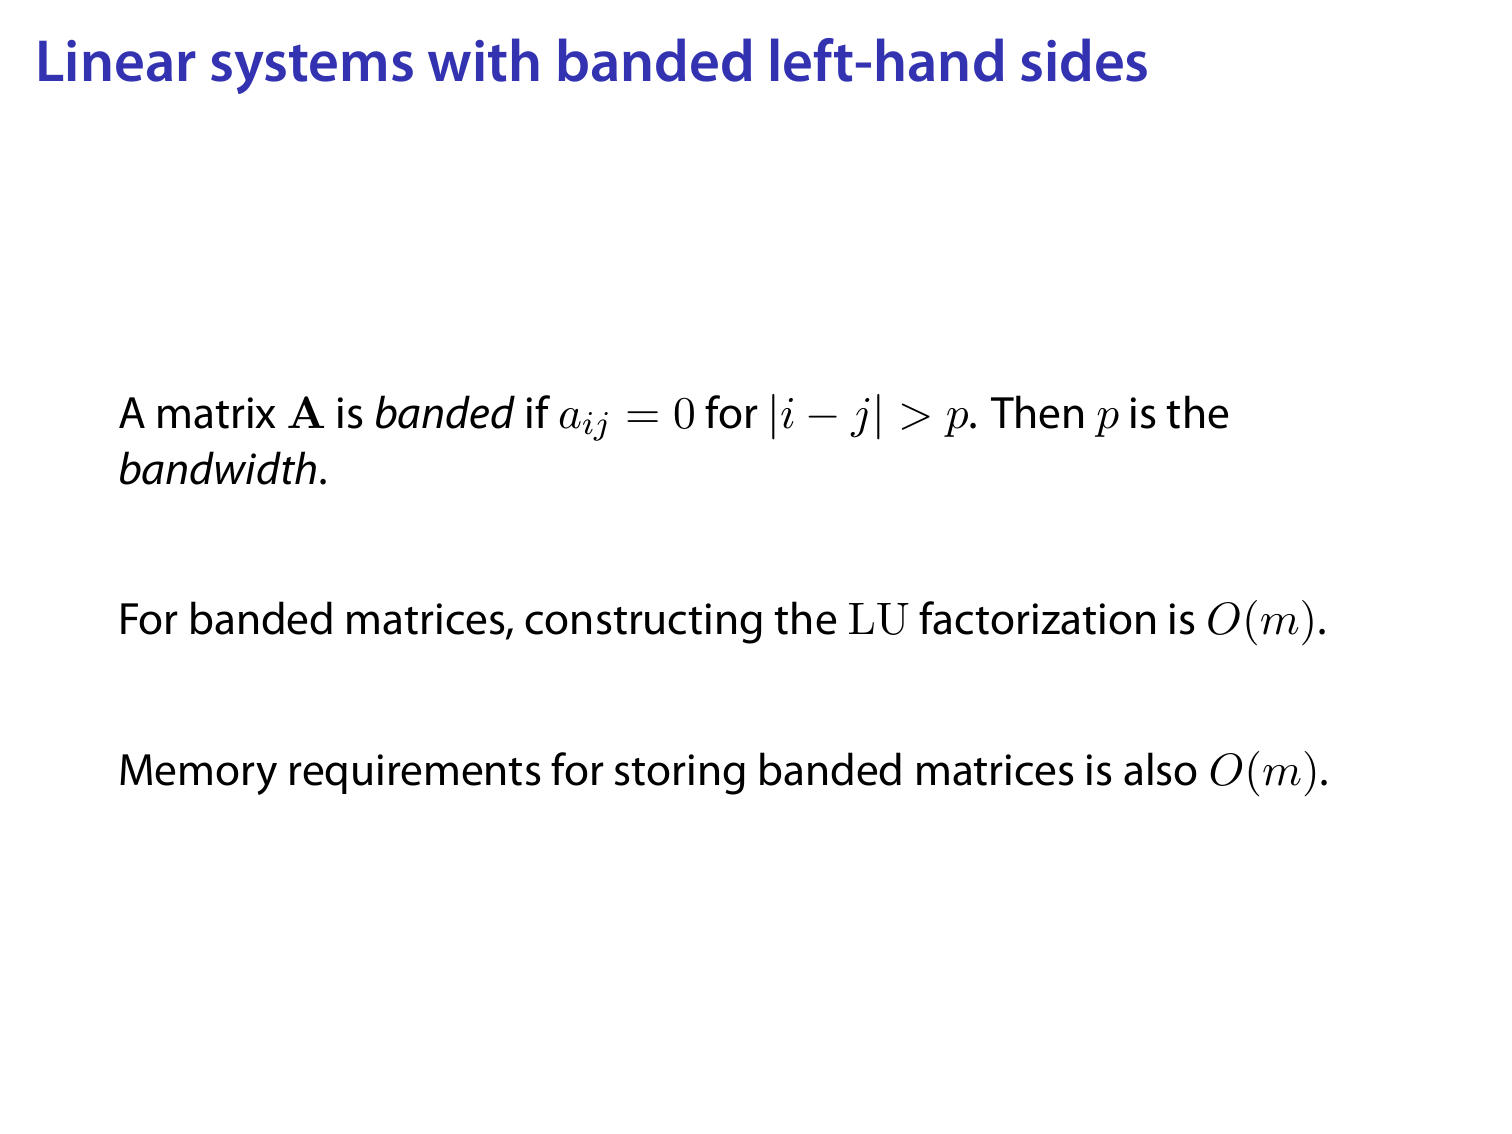 Linear systems with banded left-hand sides
A matrix A is banded if a_{ij} = 0 for |i − j| > p. Then p is the
bandwidth.
For banded matrices, constructing the LU factorization is O(m).
Memory requirements for storing banded matrices is also O(m).